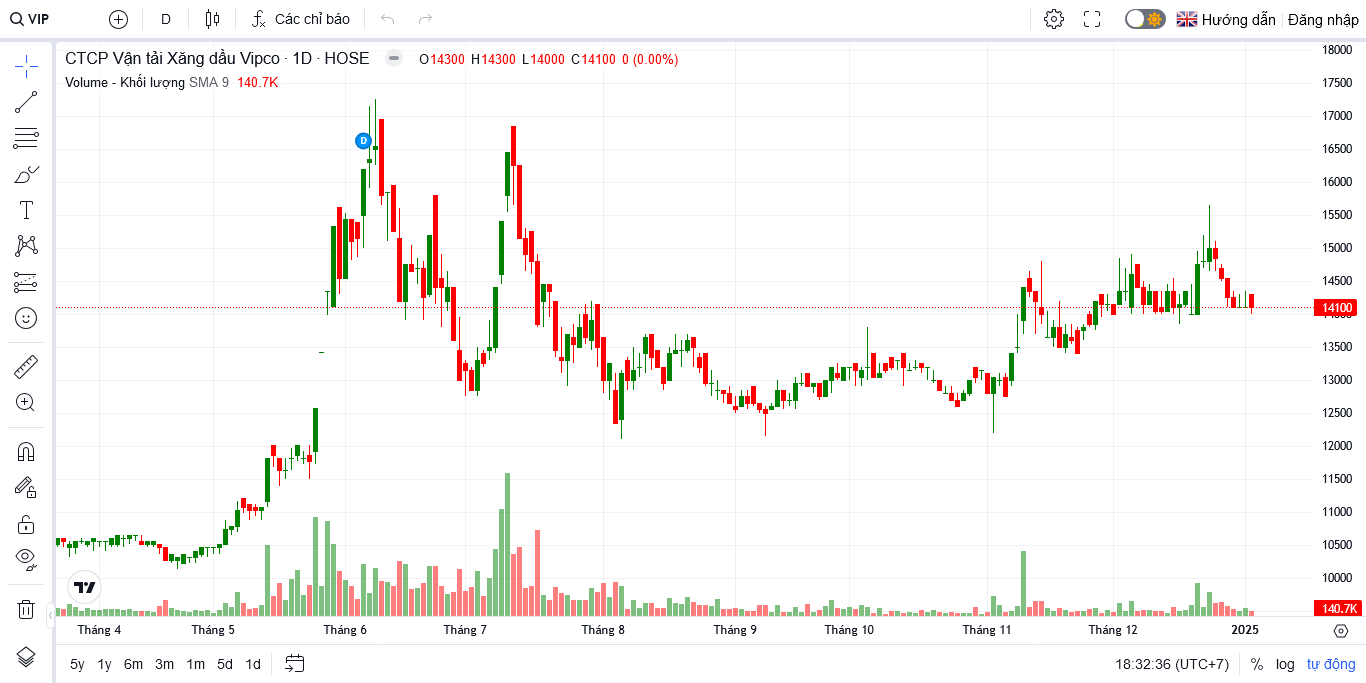 VIP D Các chỉ báo Hướng dẫn Đăng nhập
CTCP Vận tải Xăng dầu Vipco · 1D · HOSE O14300 H14300 L14000 C14100 0 (0.00%)
Volume - Khối lượng SMA 9 140.7K
D
18000
17500
17000
16500
16000
15500
15000
14500
14100
14000
13500
13000
12500
12000
11500
11000
10500
10000
140.7K
Tháng 4 Tháng 5 Tháng 6 Tháng 7 Tháng 8 Tháng 9 Tháng 10 Tháng 11 Tháng 12 2025
5y 1y 6m 3m 1m 5d 1d 18:32:36 (UTC+7) % log tự động